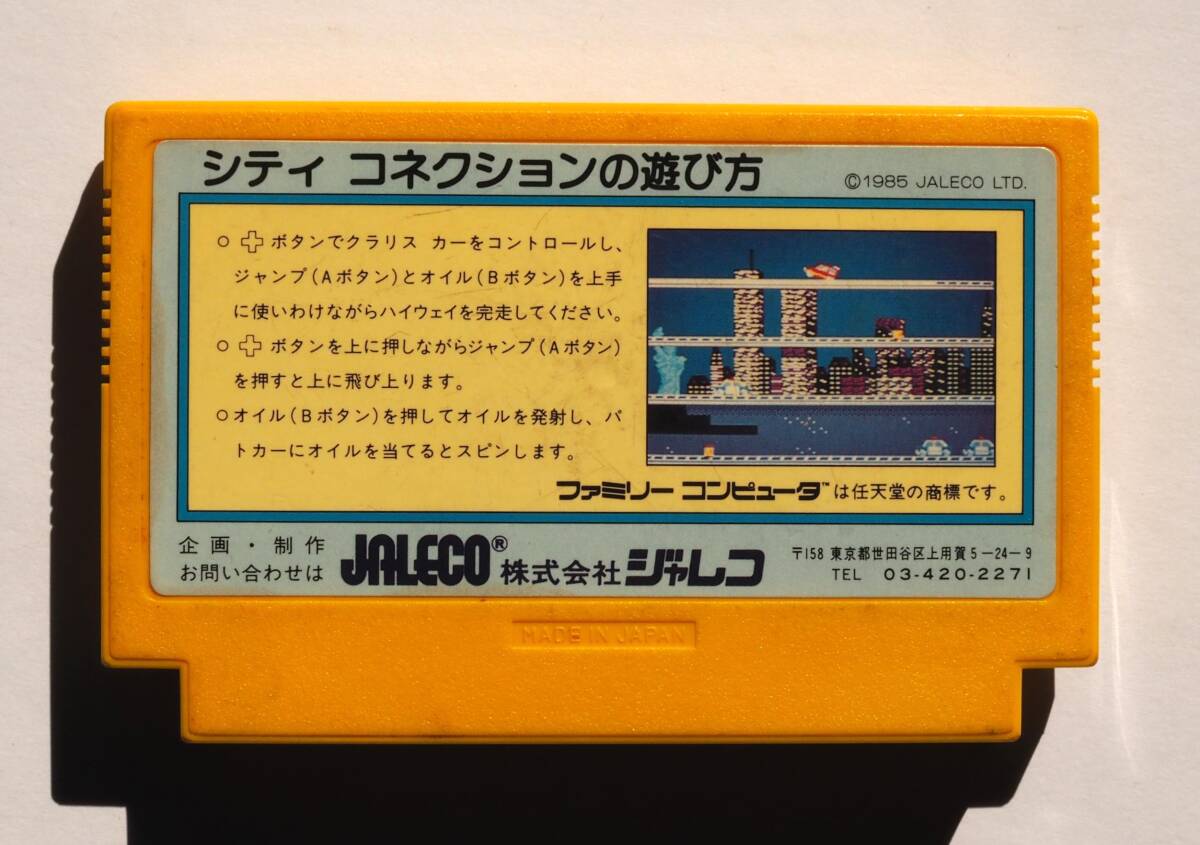 シティ コネクションの遊び方
©1985 JALECO LTD.
○ ボタンでクラリス カーをコントロールし、
ジャンプ(Aボタン)とオイル(Bボタン)を上手
に使いわけながらハイウェイを完走してください。
○ ボタンを上に押しながらジャンプ(Aボタン)
を押すと上に飛び上ります。
○オイル(Bボタン)を押してオイルを発射し、パ
トカーにオイルを当てるとスピンします。
ファミリー コンピュータ™は任天堂の商標です。
企画・制作
お問い合わせは
JALECO® 株式会社ジャレコ
〒158 東京都世田谷区上用賀5-24-9
TEL 03-420-2271
MADE IN JAPAN